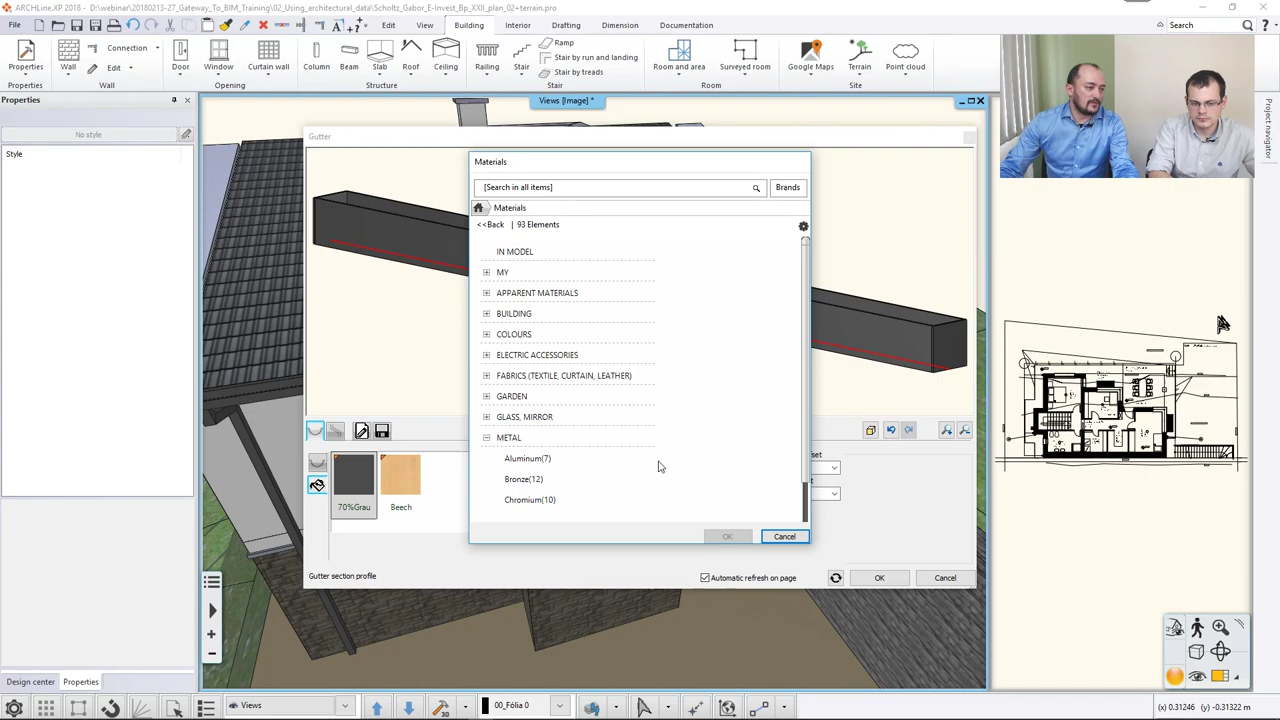 ARCHLine.XP 2018 - D:\webinar\20180213-27_Gateway_To_BIM_Training\02_Using_architectural_data\Scholtz_Gabor_E-Invest_Bp_XXII_plan_02+terrain.pro
File
Edit View Building Interior Drafting Dimension Documentation
Search
Properties
Wall
Connection
Edit
Door
Window
Curtain wall
Column
Beam
Slab
Roof
Ceiling
Railing
Stair
Ramp
Stair by run and landing
Stair by treads
Room and area
Surveyed room
Google Maps
Terrain
Point cloud
Properties Wall Opening Structure Stair Room Site
Properties
No style
Style
Views [Image] *
Project navigator
Gutter
Materials
[Search in all items]
Brands
Materials
<<Back | 93 Elements
IN MODEL
MY
APPARENT MATERIALS
BUILDING
COLOURS
ELECTRIC ACCESSORIES
FABRICS (TEXTILE, CURTAIN, LEATHER)
GARDEN
GLASS, MIRROR
METAL
Aluminum(7)
Bronze(12)
Chromium(10)
OK
Cancel
70%Grau
Beech
Gutter section profile
Automatic refresh on page
OK
Cancel
Design center Properties
Views
00_Fólia 0
(x) 0.31246 (y) -0.31322 m